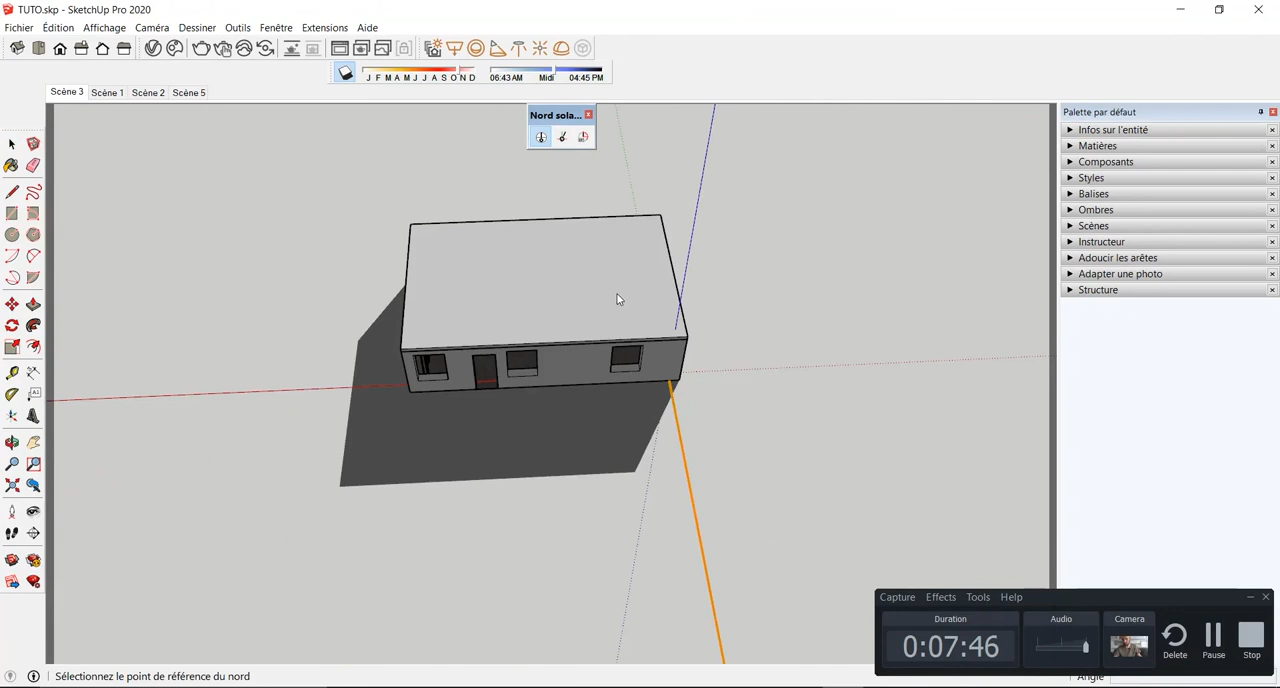 TUTO.skp - SketchUp Pro 2020
Fichier Édition Affichage Caméra Dessiner Outils Fenêtre Extensions Aide
J F M A M J J A S O N D 06:43 AM Midi 04:45 PM
Scène 3 Scène 1 Scène 2 Scène 5
Nord sola...
Palette par défaut
Infos sur l'entité
Matières
Composants
Styles
Balises
Ombres
Scènes
Instructeur
Adoucir les arêtes
Adapter une photo
Structure
Capture Effects Tools Help
Duration Audio Camera
0:07:46
Delete Pause Stop
Sélectionnez le point de référence du nord
Angle